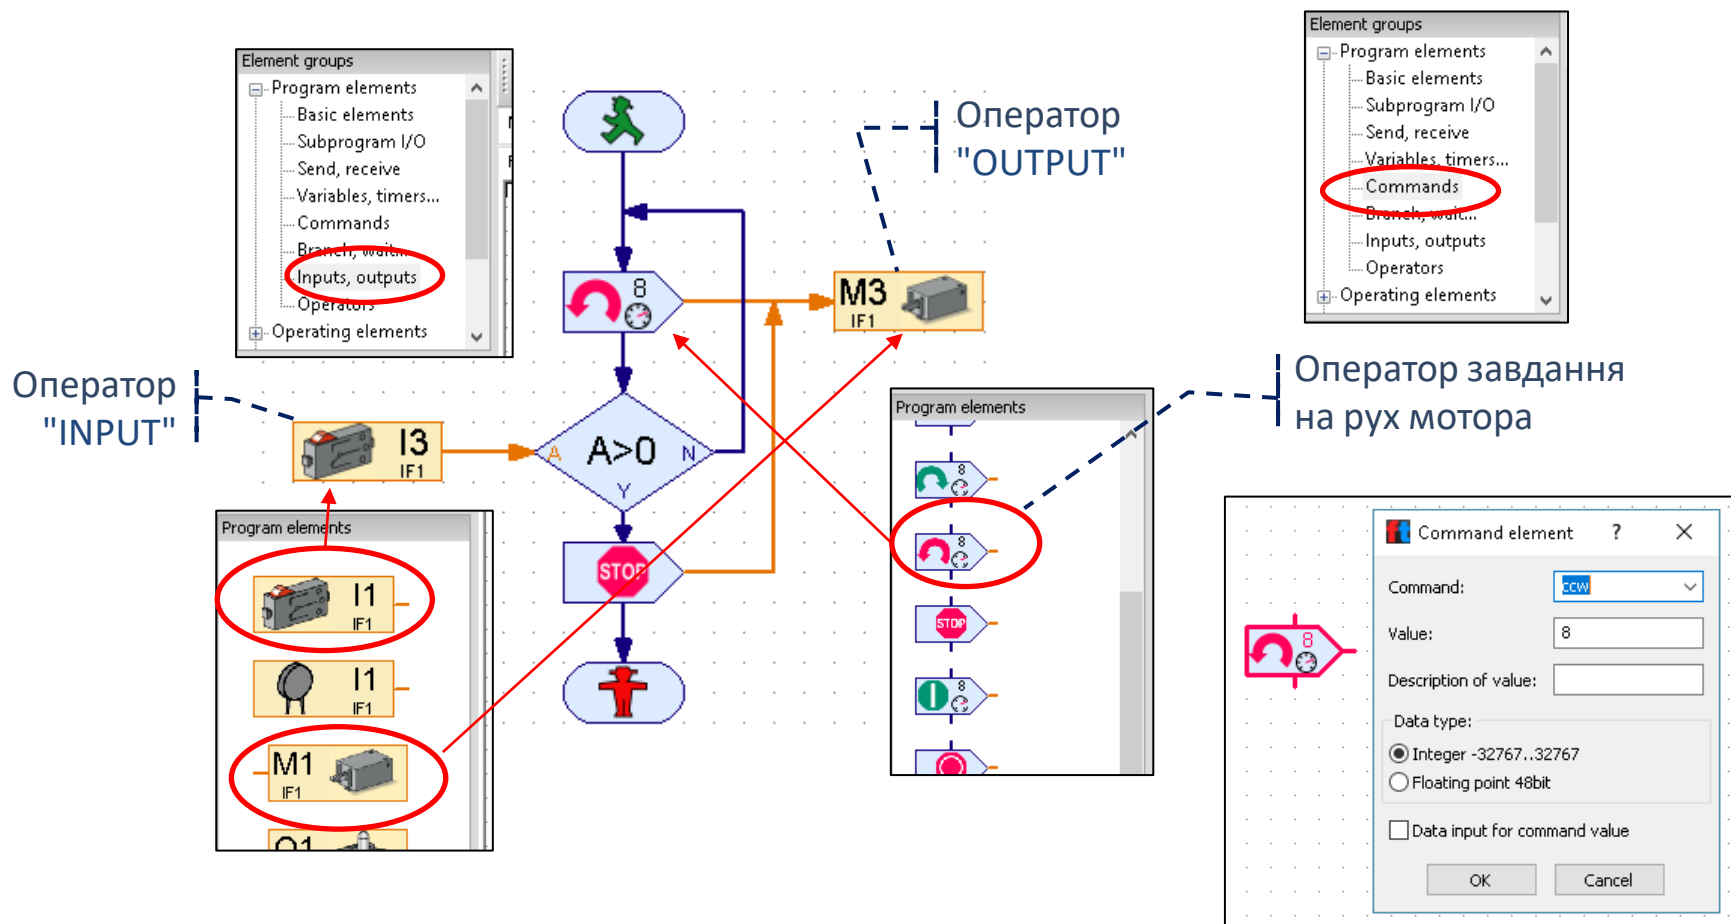 Element groups
Program elements
Basic elements
Subprogram I/O
Send, receive
Variables, timers...
Commands
Branch, wait...
Inputs, outputs
Operators
Operating elements
Оператор
"OUTPUT"
Element groups
Program elements
Basic elements
Subprogram I/O
Send, receive
Variables, timers...
Commands
Branch, wait...
Inputs, outputs
Operators
Operating elements
8
M3
IF1
Оператор
"INPUT"
I3
IF1
A
A>0
N
Y
STOP
Program elements
8
8
STOP
8
Оператор завдання
на рух мотора
Program elements
I1
IF1
I1
IF1
M1
IF1
8
Command element
?
Command:
ccw
Value:
8
Description of value:
Data type:
Integer -32767..32767
Floating point 48bit
Data input for command value
OK
Cancel